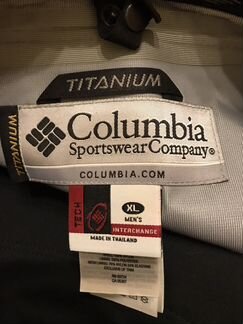 TITANIUM
TITANIUM
Columbia
Sportswear Company®
COLUMBIA.COM
TECH
XL
MEN'S
INTERCHANGE
MADE IN THAILAND